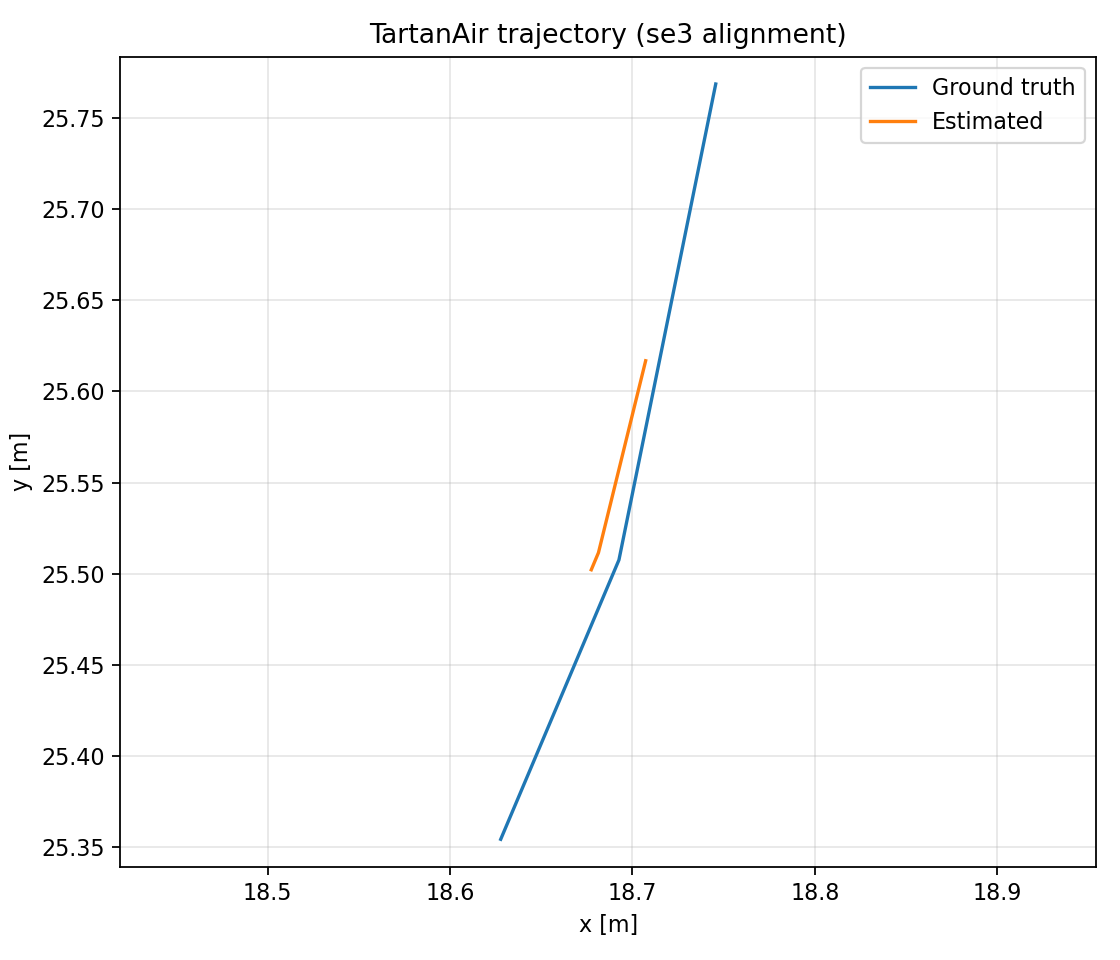 TartanAir trajectory (se3 alignment)
Ground truth
Estimated
25.75
25.70
25.65
25.60
25.55
25.50
25.45
25.40
25.35
y [m]
18.5 18.6 18.7 18.8 18.9
x [m]